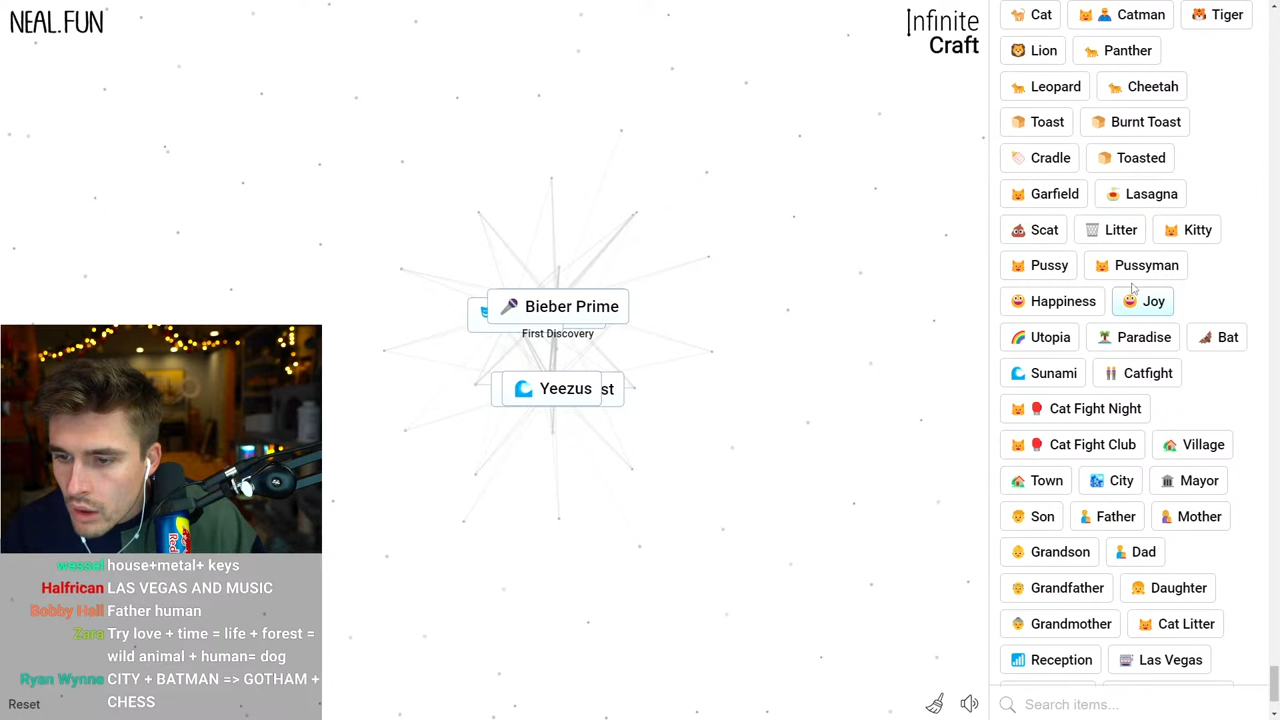 NEAL.FUN
Infinite
Craft
Bieber Prime
First Discovery
Yeezus st
Cat Catman Tiger
Lion Panther
Leopard Cheetah
Toast Burnt Toast
Cradle Toasted
Garfield Lasagna
Scat Litter Kitty
Pussy Pussyman
Happiness Joy
Utopia Paradise Bat
Sunami Catfight
Cat Fight Night
Cat Fight Club Village
Town City Mayor
Son Father Mother
Grandson Dad
Grandfather Daughter
Grandmother Cat Litter
Reception Las Vegas
Search items...
Red
wessel house+metal+ keys
Halfrican LAS VEGAS AND MUSIC
Bobby Hall Father human
Zara Try love + time = life + forest =
wild animal + human= dog
Ryan Wynne CITY + BATMAN => GOTHAM +
CHESS
Reset